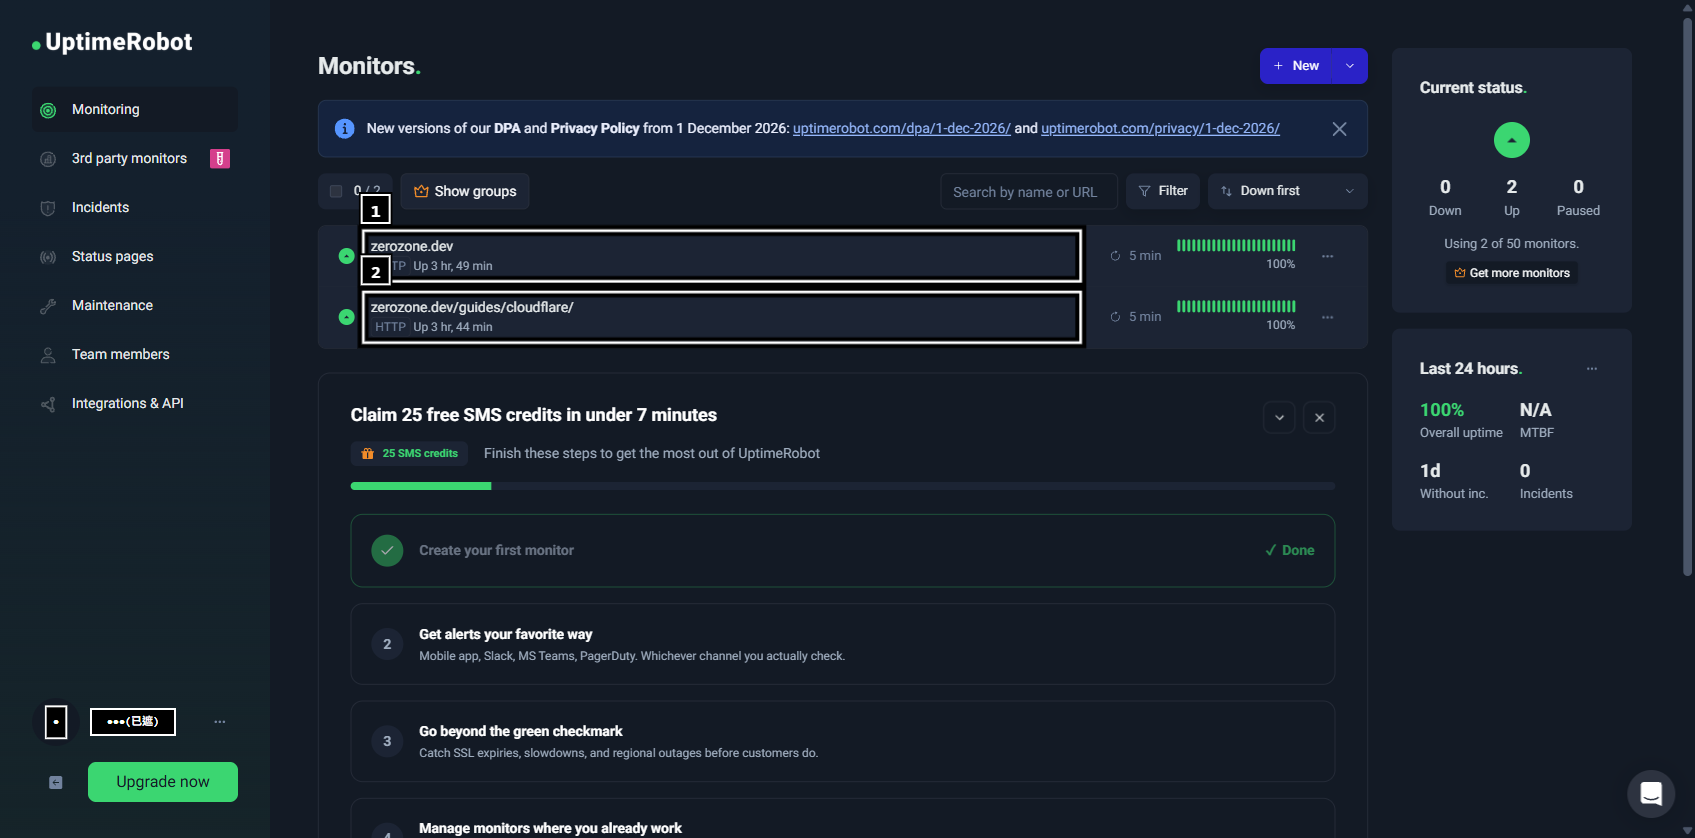 UptimeRobot
Monitoring
3rd party monitors
Incidents
Status pages
Maintenance
Team members
Integrations & API
•
•••(已遮)
Upgrade now
Monitors.
+ New
New versions of our DPA and Privacy Policy from 1 December 2026: uptimerobot.com/dpa/1-dec-2026/ and uptimerobot.com/privacy/1-dec-2026/
0 / 2
Show groups
Search by name or URL
Filter
Down first
1
zerozone.dev
TP Up 3 hr, 49 min
5 min
100%
2
zerozone.dev/guides/cloudflare/
HTTP Up 3 hr, 44 min
5 min
100%
Claim 25 free SMS credits in under 7 minutes
25 SMS credits
Finish these steps to get the most out of UptimeRobot
Create your first monitor
✓ Done
2
Get alerts your favorite way
Mobile app, Slack, MS Teams, PagerDuty. Whichever channel you actually check.
3
Go beyond the green checkmark
Catch SSL expiries, slowdowns, and regional outages before customers do.
4
Manage monitors where you already work
Current status.
0 2 0
Down Up Paused
Using 2 of 50 monitors.
Get more monitors
Last 24 hours.
100% N/A
Overall uptime MTBF
1d 0
Without inc. Incidents